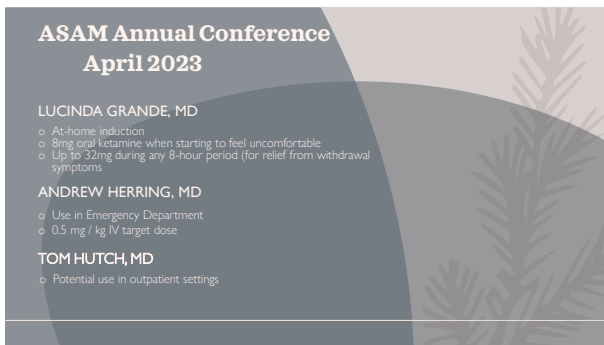 ASAM Annual Conference
April 2023
LUCINDA GRANDE, MD
o At-home induction
o 8mg oral ketamine when starting to feel uncomfortable
o Up to 32mg during any 8-hour period (for relief from withdrawal
symptoms
ANDREW HERRING, MD
o Use in Emergency Department
o 0.5 mg / kg IV target dose
TOM HUTCH, MD
o Potential use in outpatient settings